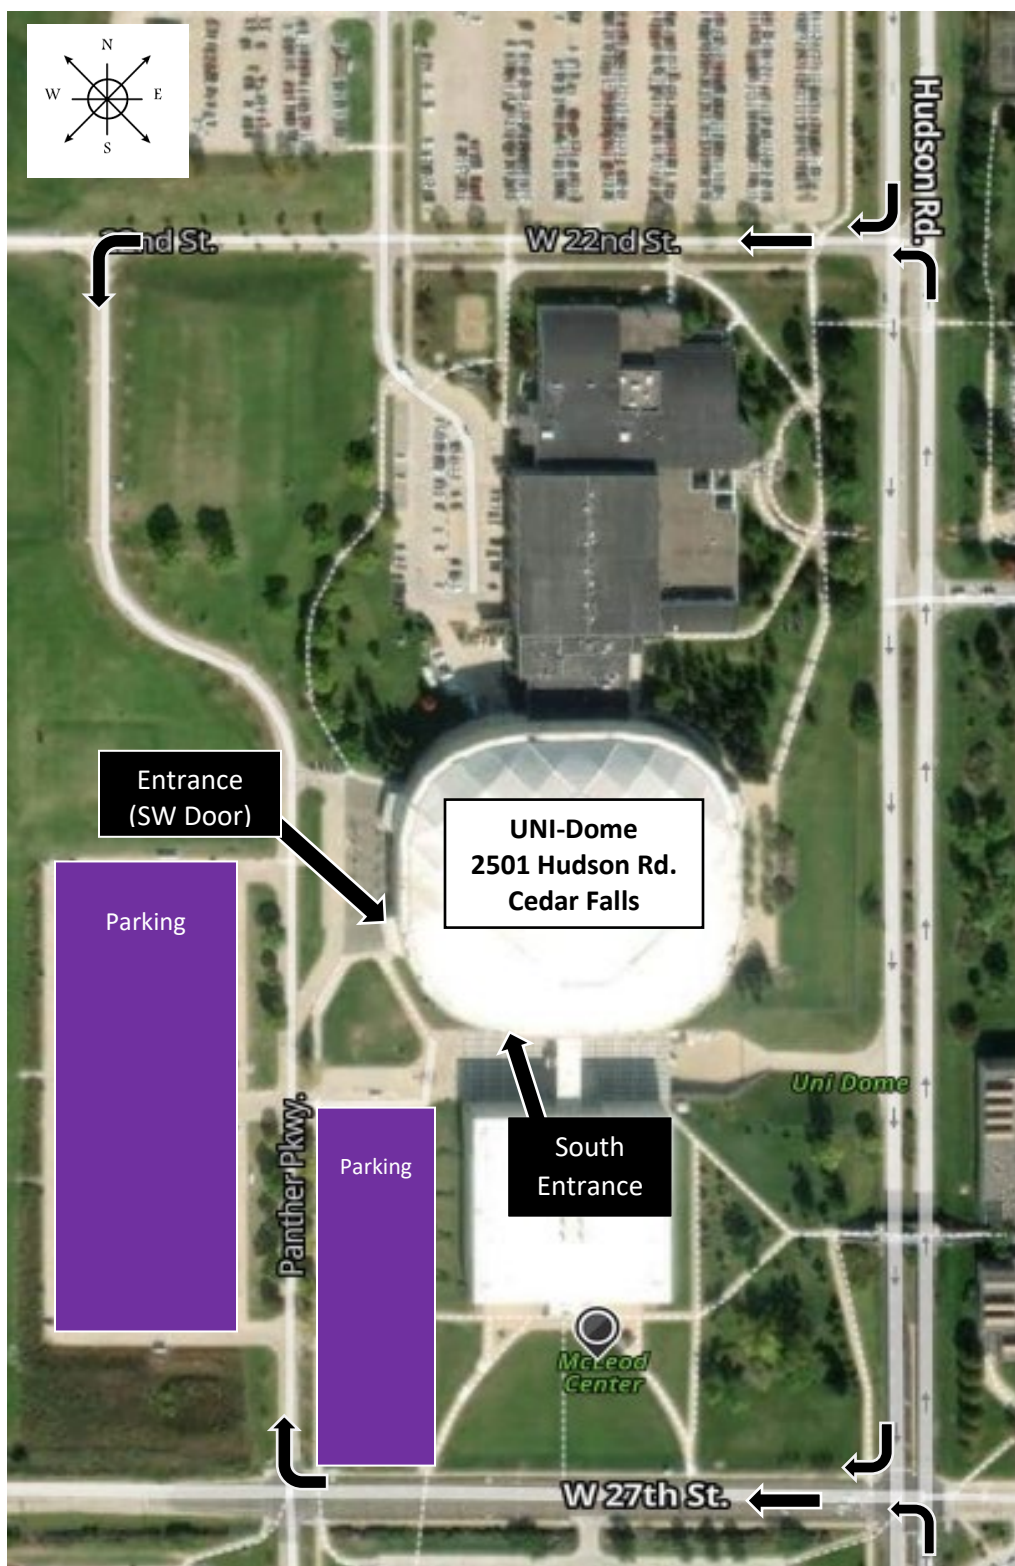 N
W E
S
Hudson Rd.
22nd St.
W 22nd St.
Entrance
(SW Door)
UNI-Dome
2501 Hudson Rd.
Cedar Falls
Parking
Uni Dome
Panther Pkwy.
Parking
South
Entrance
McLeod
Center
W 27th St.